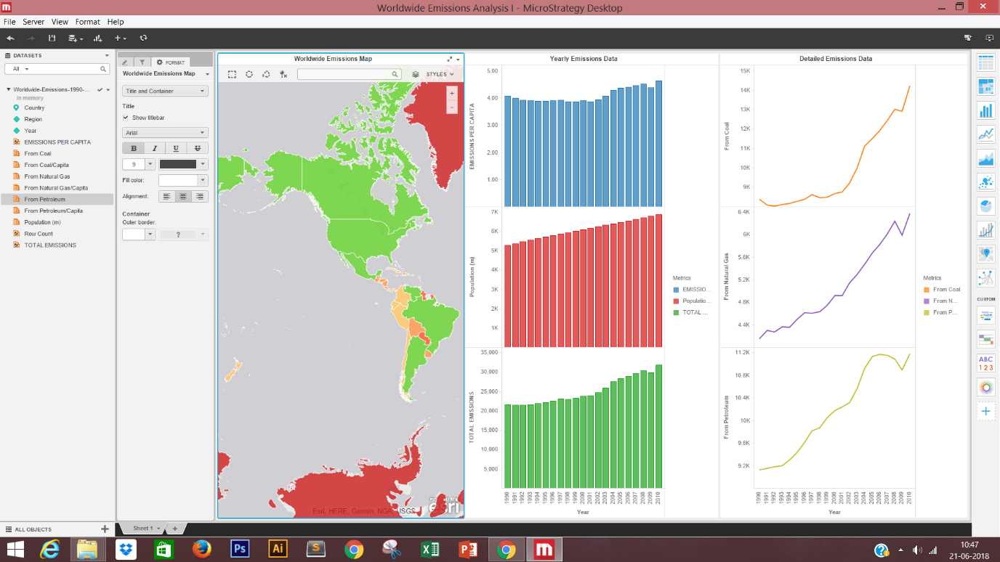 Worldwide Emissions Analysis I - MicroStrategy Desktop
File Server View Format Help
DATASETS
All
Worldwide-Emissions-1990-...
In memory
Country
Region
Year
EMISSIONS PER CAPITA
From Coal
From Coal/Capita
From Natural Gas
From Natural Gas/Capita
From Petroleum
From Petroleum/Capita
Population (m)
Row Count
TOTAL EMISSIONS
ALL OBJECTS
FORMAT
Worldwide Emissions Map
Title and Container
Title
Show titlebar
Arial
B I U T
9
Fill color:
Alignment:
Container
Outer border:
?
Worldwide Emissions Map
STYLES
+
-
Esri, HERE, Garmin, NGA, USGS
esri
Sheet 1
Yearly Emissions Data
EMISSIONS PER CAPITA
5.00
4.00
3.00
2.00
1.00
Population (m)
7K
6K
5K
4K
3K
2K
1K
TOTAL EMISSIONS
35,000
30,000
25,000
20,000
15,000
10,000
5,000
1990 1991 1992 1993 1994 1995 1996 1997 1998 1999 2000 2001 2002 2003 2004 2005 2006 2007 2008 2009 2010
Year
Metrics
EMISSIO...
Populatio...
TOTAL ...
Detailed Emissions Data
From Coal
15K
14K
13K
12K
11K
10K
9K
From Natural Gas
6.4K
6K
5.6K
5.2K
4.8K
4.4K
From Petroleum
11.2K
10.8K
10.4K
10K
9.6K
9.2K
1990 1991 1992 1993 1994 1995 1996 1997 1998 1999 2000 2001 2002 2003 2004 2005 2006 2007 2008 2009 2010
Year
Metrics
From Coal
From N...
From P...
CUSTOM
ABC
123
Ps
Ai
S
10:47
21-06-2018